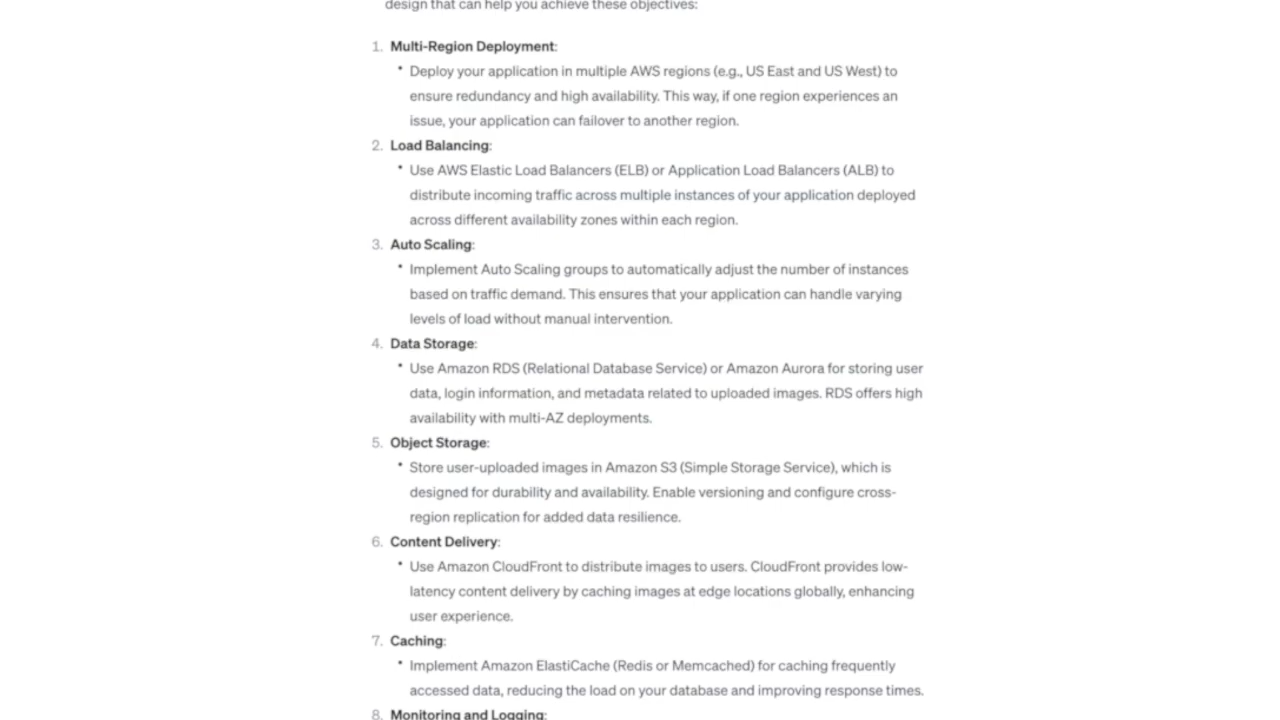 design that can help you achieve these objectives:
1. Multi-Region Deployment:
• Deploy your application in multiple AWS regions (e.g., US East and US West) to
ensure redundancy and high availability. This way, if one region experiences an
issue, your application can failover to another region.
2. Load Balancing:
• Use AWS Elastic Load Balancers (ELB) or Application Load Balancers (ALB) to
distribute incoming traffic across multiple instances of your application deployed
across different availability zones within each region.
3. Auto Scaling:
• Implement Auto Scaling groups to automatically adjust the number of instances
based on traffic demand. This ensures that your application can handle varying
levels of load without manual intervention.
4. Data Storage:
• Use Amazon RDS (Relational Database Service) or Amazon Aurora for storing user
data, login information, and metadata related to uploaded images. RDS offers high
availability with multi-AZ deployments.
5. Object Storage:
• Store user-uploaded images in Amazon S3 (Simple Storage Service), which is
designed for durability and availability. Enable versioning and configure cross-
region replication for added data resilience.
6. Content Delivery:
• Use Amazon CloudFront to distribute images to users. CloudFront provides low-
latency content delivery by caching images at edge locations globally, enhancing
user experience.
7. Caching:
• Implement Amazon ElastiCache (Redis or Memcached) for caching frequently
accessed data, reducing the load on your database and improving response times.
8. Monitoring and Logging: